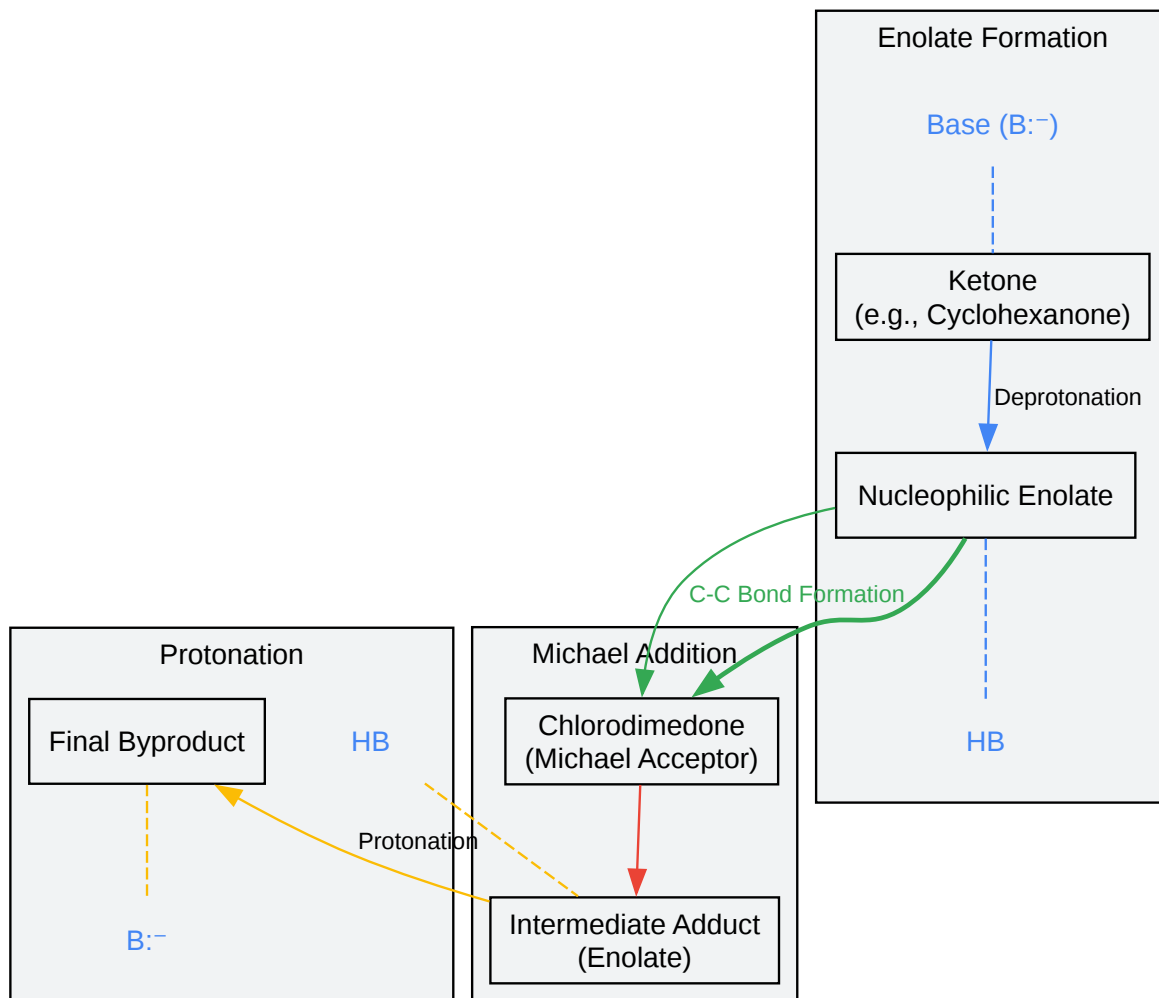 Enolate Formation
Base (B:⁻)
Ketone
(e.g., Cyclohexanone)
Deprotonation
Nucleophilic Enolate
C-C Bond Formation
Protonation
Michael Addition
Final Byproduct
HB
Chlorodimedone
(Michael Acceptor)
HB
Protonation
B:⁻
Intermediate Adduct
(Enolate)